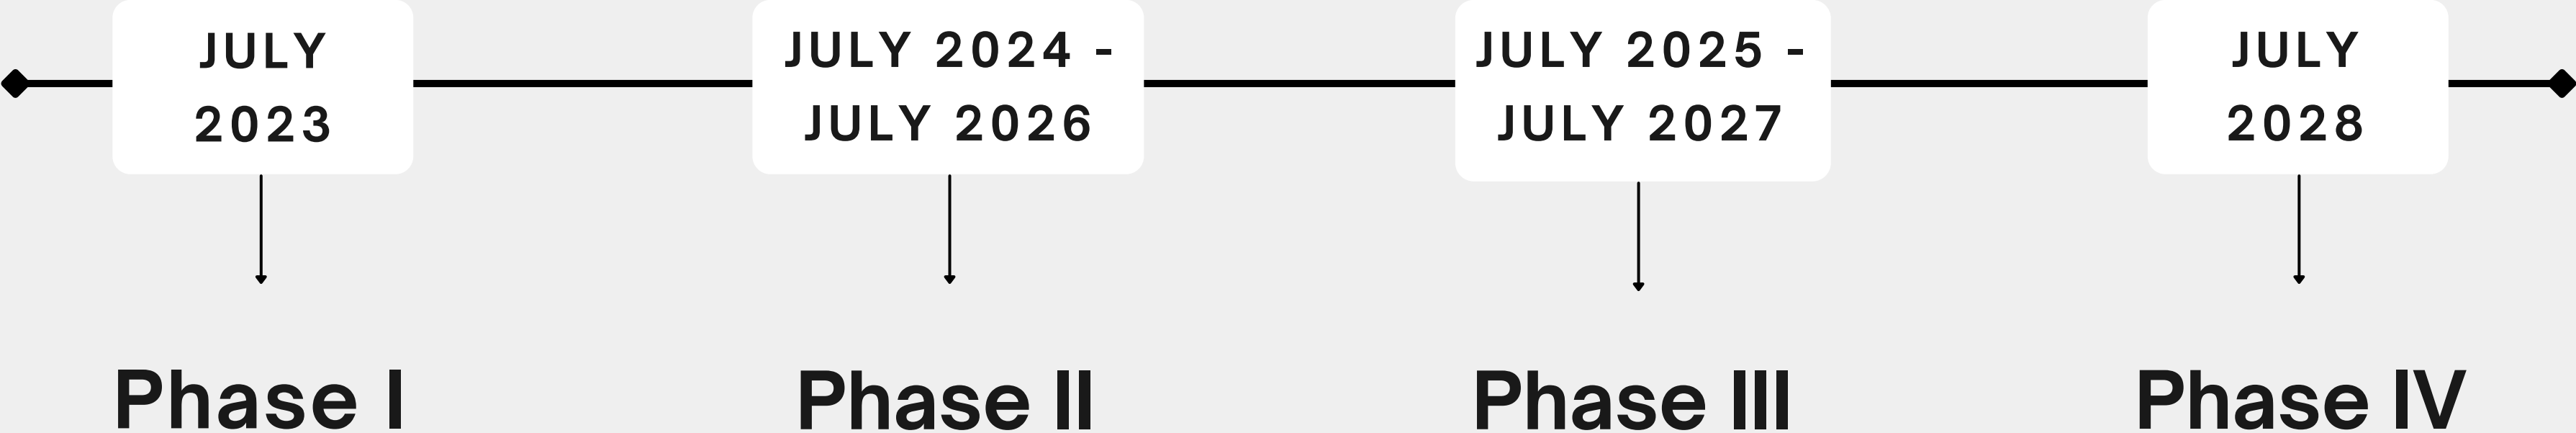 JULY
2023
JULY 2024 -
JULY 2026
JULY 2025 -
JULY 2027
JULY
2028
Phase I
Phase II
Phase III
Phase IV